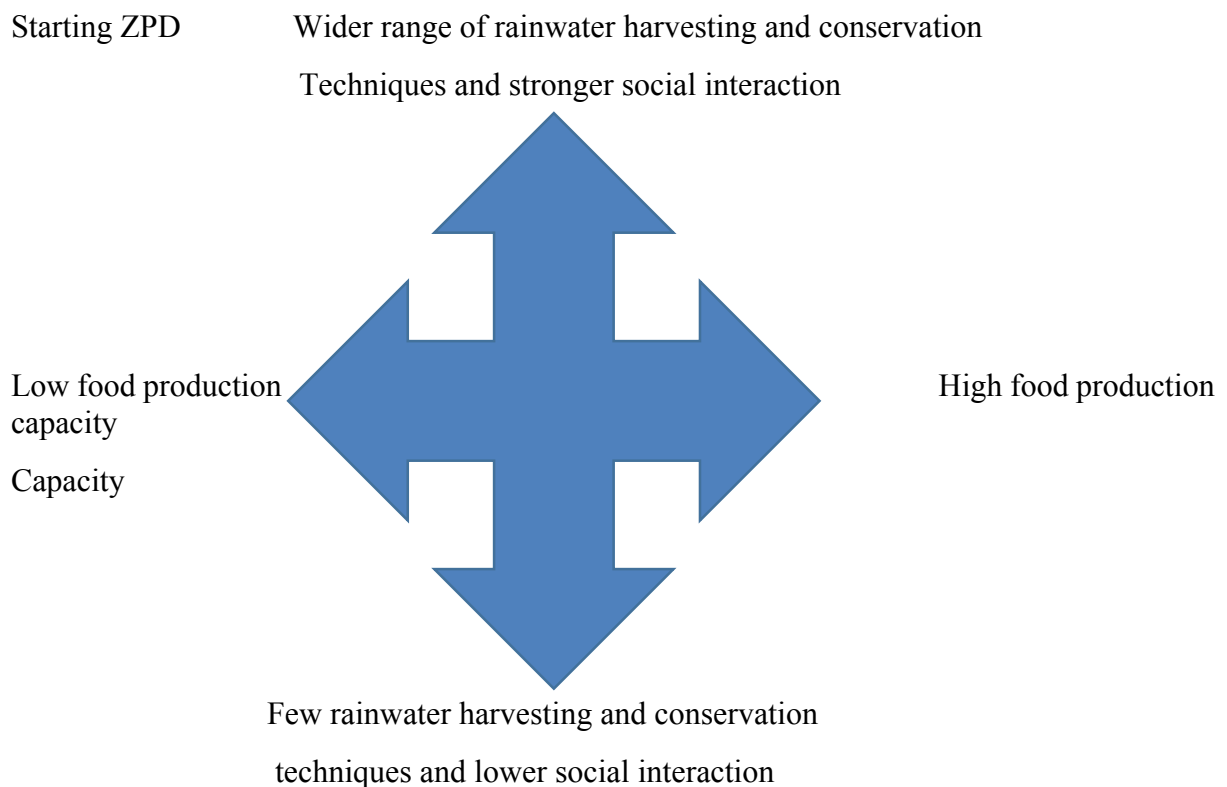 Starting ZPD Wider range of rainwater harvesting and conservation
Techniques and stronger social interaction
Low food production
capacity
High food production
Capacity
Few rainwater harvesting and conservation
techniques and lower social interaction